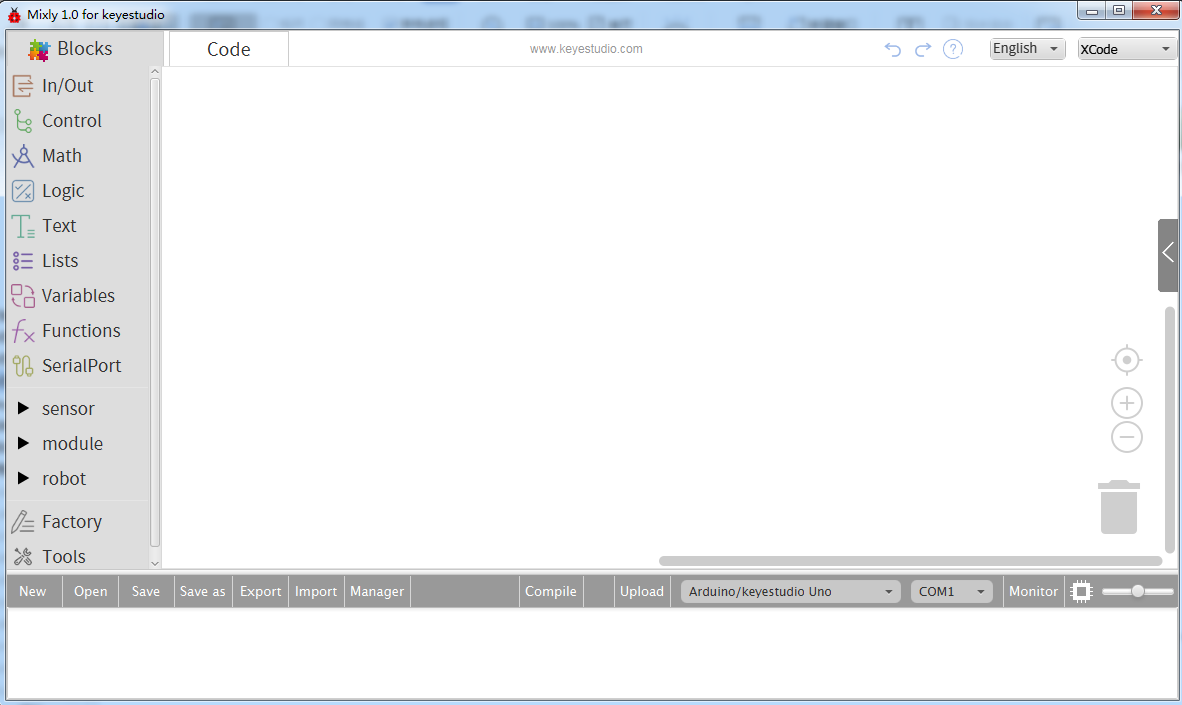 Mixly 1.0 for keyestudio
Blocks
Code
www.keyestudio.com
?
English
XCode
In/Out
Control
Math
Logic
Text
Lists
Variables
Functions
SerialPort
sensor
module
robot
Factory
Tools
New
Open
Save
Save as
Export
Import
Manager
Compile
Upload
Arduino/keyestudio Uno
COM1
Monitor